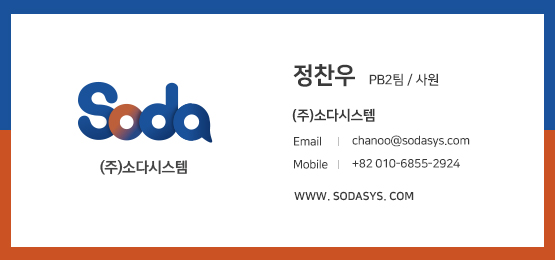 Soda
(주)소다시스템
정찬우 PB2팀 / 사원
(주)소다시스템
Email | chanoo@sodasys.com
Mobile | +82 010-6855-2924
WWW. SODASYS. COM